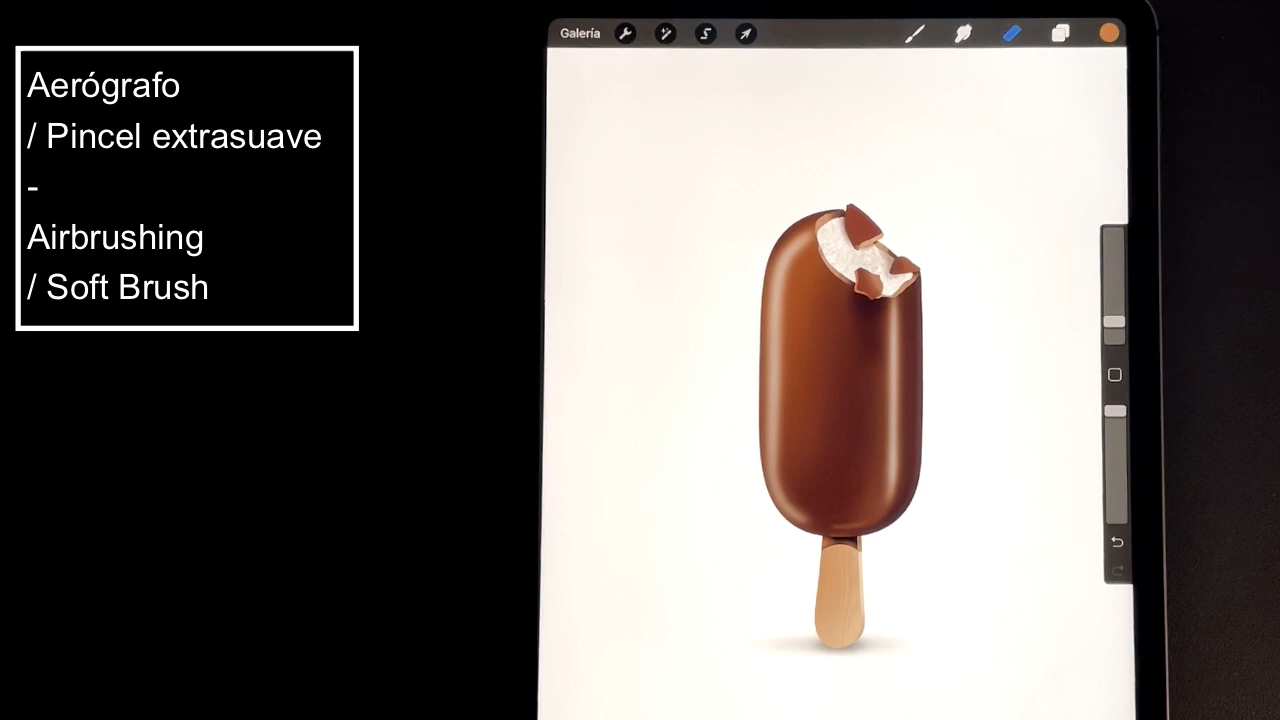 Aerógrafo
/ Pincel extrasuave
-
Airbrushing
/ Soft Brush
Galería